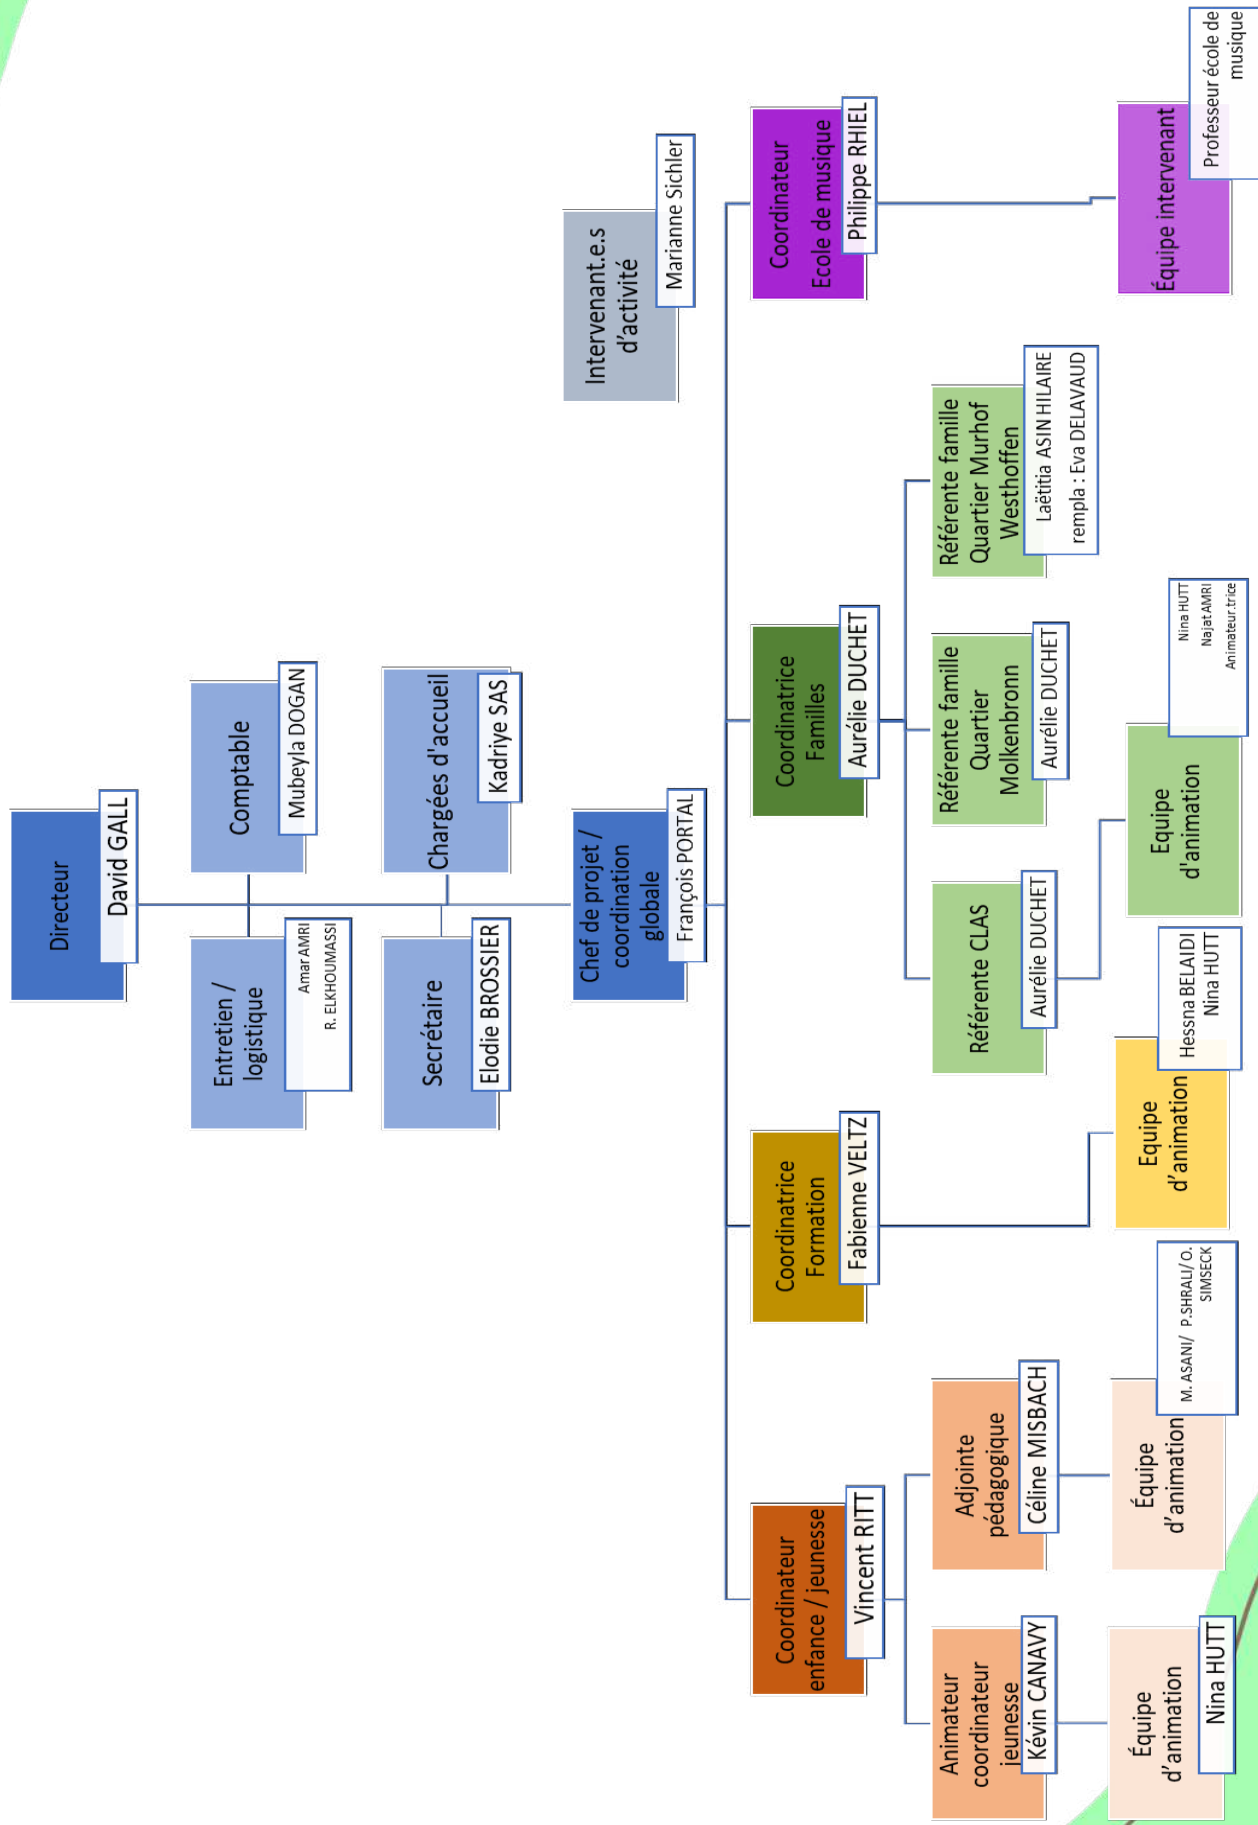 Directeur
David GALL
Entretien /
logistique
Amar AMRI
R. ELKHOUMASSI
Comptable
Mubeyla DOGAN
Secrétaire
Elodie BROSSIER
Chargées d'accueil
Kadriye SAS
Chef de projet /
coordination
globale
François PORTAL
Intervenant.e.s
d'activité
Marianne Sichler
Coordinateur
enfance / jeunesse
Vincent RITT
Coordinatrice
Formation
Fabienne VELTZ
Coordinatrice
Familles
Aurélie DUCHET
Coordinateur
Ecole de musique
Philippe RHIEL
Animateur
coordinateur
jeunesse
Kévin CANAVY
Adjointe
pédagogique
Céline MISBACH
Référente CLAS
Aurélie DUCHET
Référente famille
Quartier
Molkenbronn
Aurélie DUCHET
Référente famille
Quartier Murhof
Westhoffen
Laëtitia ASIN HILAIRE
rempla : Eva DELAVAUD
Équipe
d’animation
Nina HUTT
Équipe
d’animation
M. ASANI/ P.SHRALI/ O.
SIMSECK
Equipe
d’animation
Hessna BELAIDI
Nina HUTT
Equipe
d'animation
Nina HUTT
Najat AMRI
Animateur.trice
Équipe intervenant
Professeur école de
musique